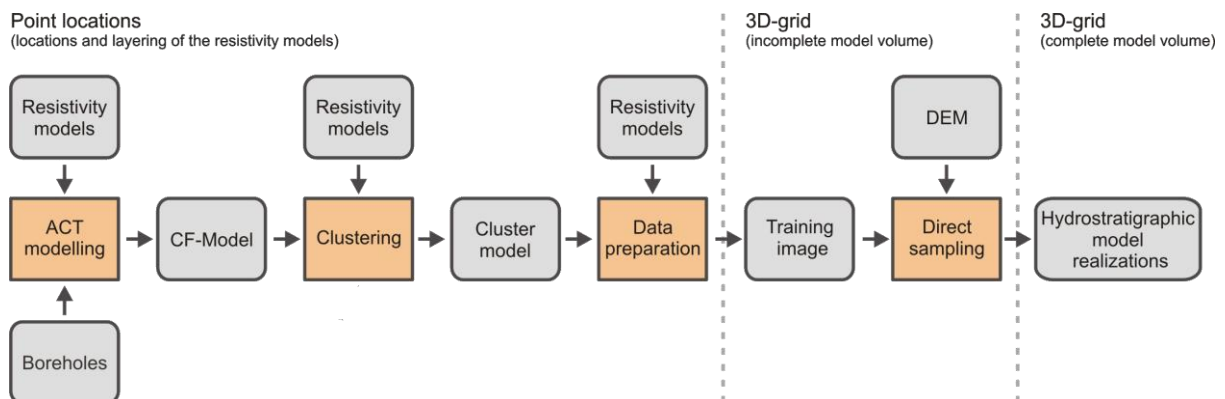 Point locations
(locations and layering of the resistivity models)
3D-grid
(incomplete model volume)
3D-grid
(complete model volume)
Resistivity
models
Resistivity
models
Resistivity
models
DEM
ACT
modelling
CF-Model
Clustering
Cluster
model
Data
preparation
Training
image
Direct
sampling
Hydrostratigraphic
model
realizations
Boreholes